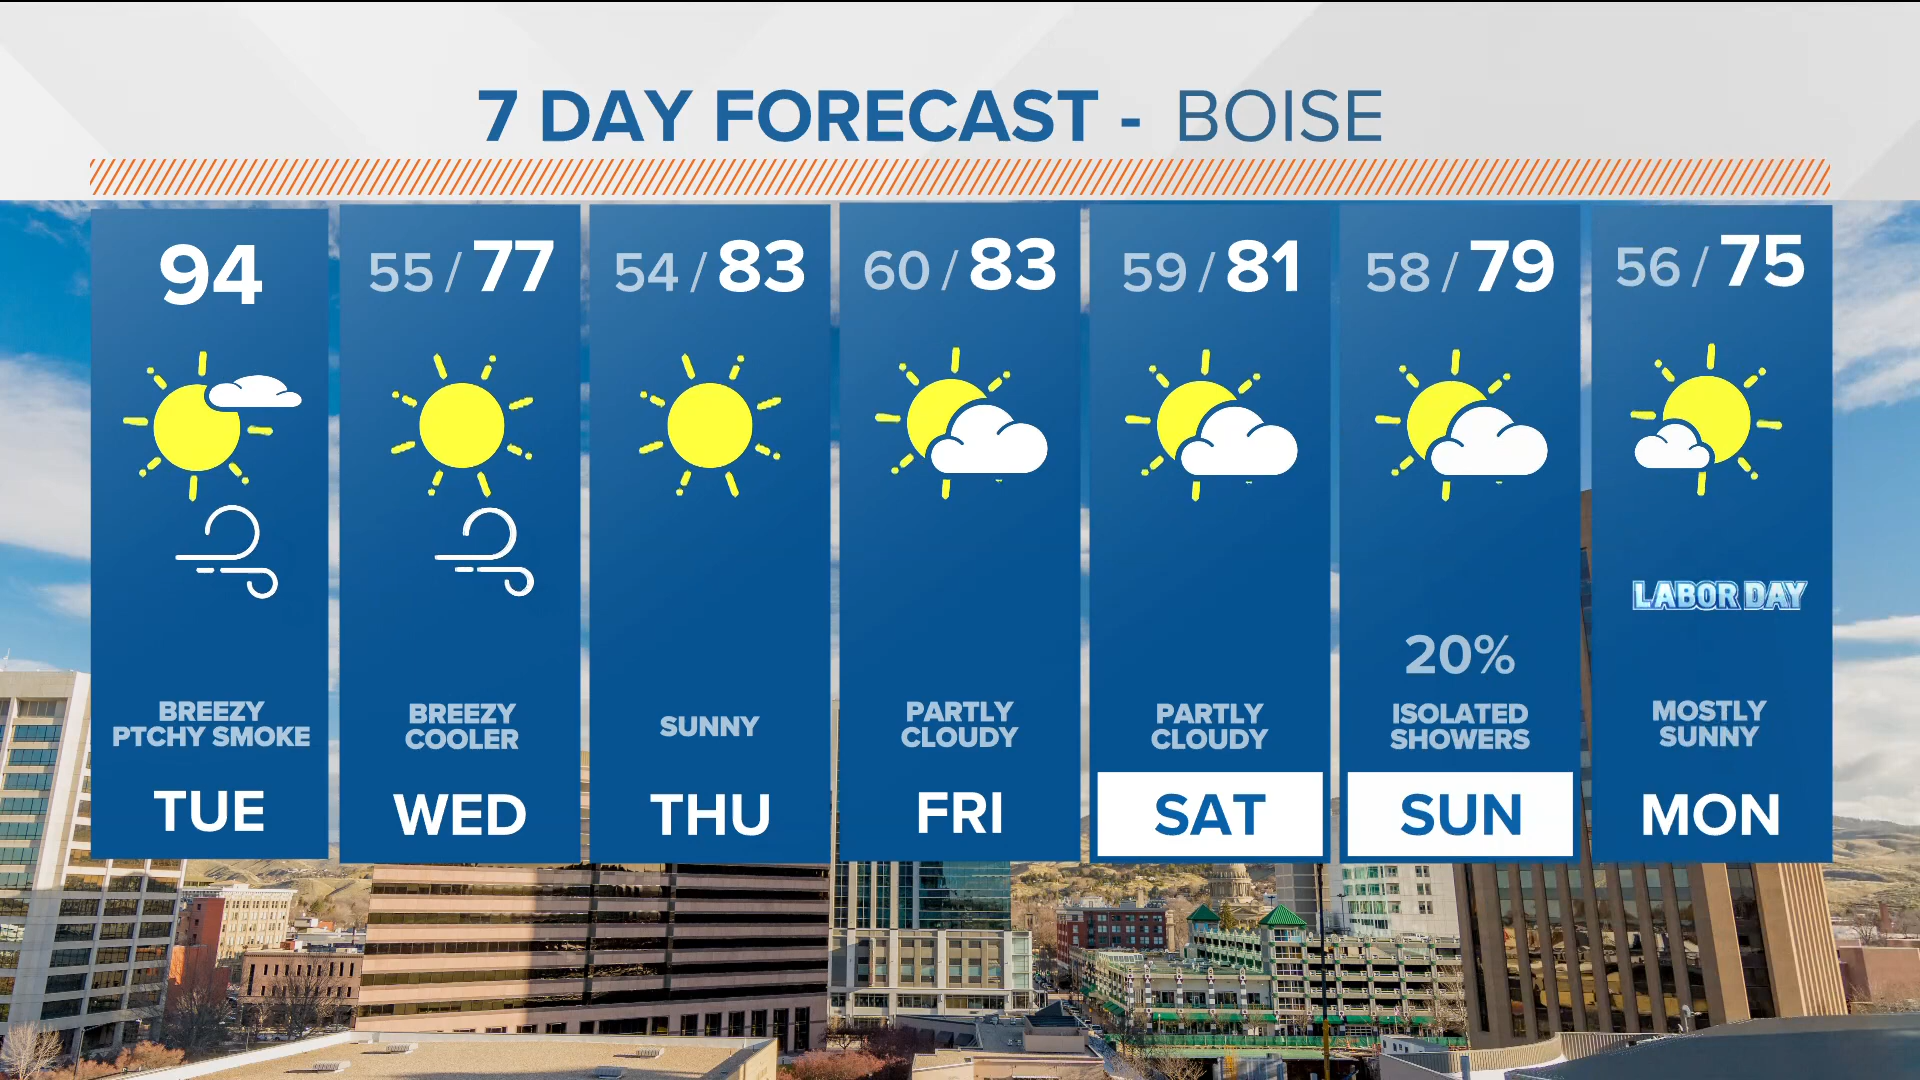 7 DAY FORECAST - BOISE
94
BREEZY
PTCHY SMOKE
TUE
55 / 77
BREEZY
COOLER
WED
54 / 83
SUNNY
THU
60 / 83
PARTLY
CLOUDY
FRI
59 / 81
PARTLY
CLOUDY
SAT
58 / 79
20%
ISOLATED
SHOWERS
SUN
56 / 75
LABOR DAY
MOSTLY
SUNNY
MON